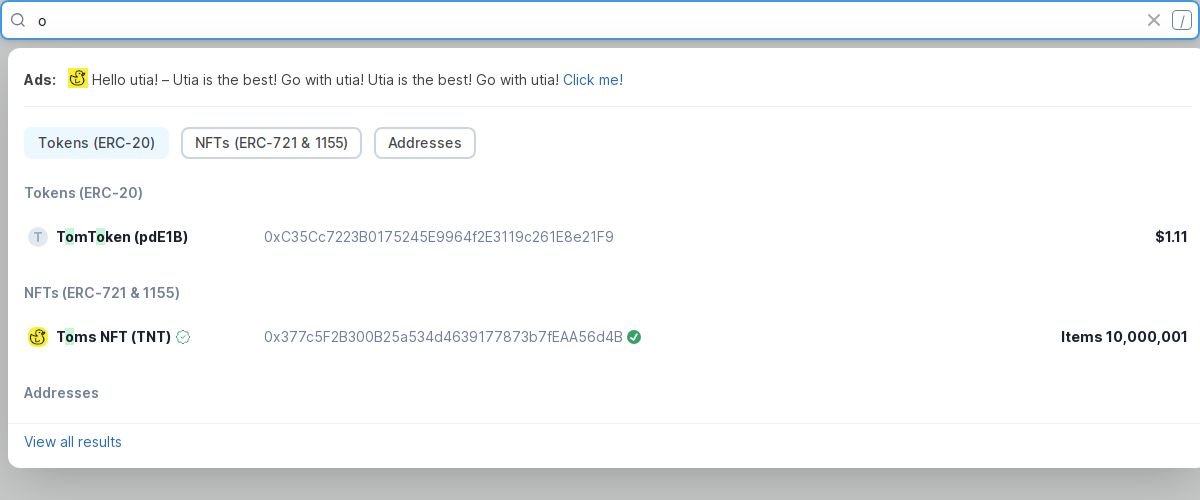 o
/
Ads: Hello utia! – Utia is the best! Go with utia! Utia is the best! Go with utia! Click me!
Tokens (ERC-20) NFTs (ERC-721 & 1155) Addresses
Tokens (ERC-20)
T TomToken (pdE1B) 0xC35Cc7223B0175245E9964f2E3119c261E8e21F9 $1.11
NFTs (ERC-721 & 1155)
Toms NFT (TNT) 0x377c5F2B300B25a534d4639177873b7fEAA56d4B Items 10,000,001
Addresses
View all results